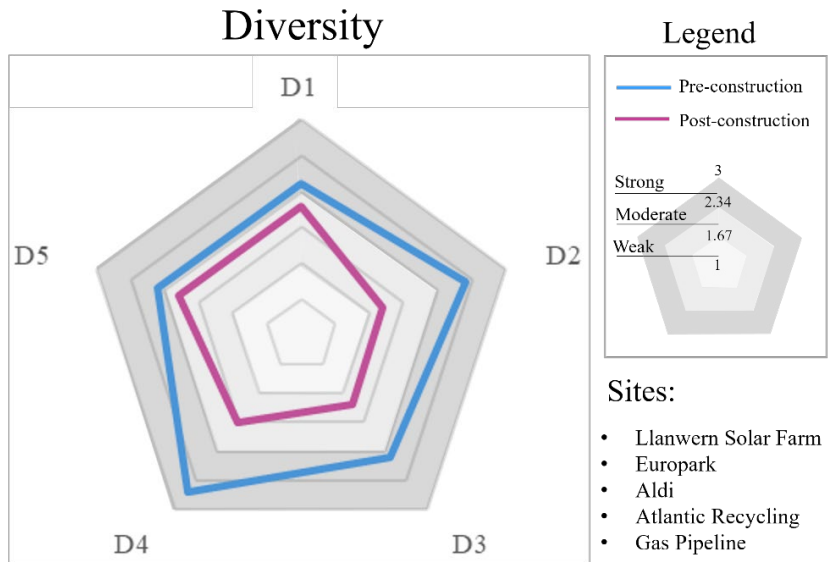 Diversity
D1
D2
D3
D4
D5
Legend
Pre-construction
Post-construction
3
Strong
2.34
Moderate
1.67
Weak
1
Sites:
• Llanwern Solar Farm
• Europark
• Aldi
• Atlantic Recycling
• Gas Pipeline